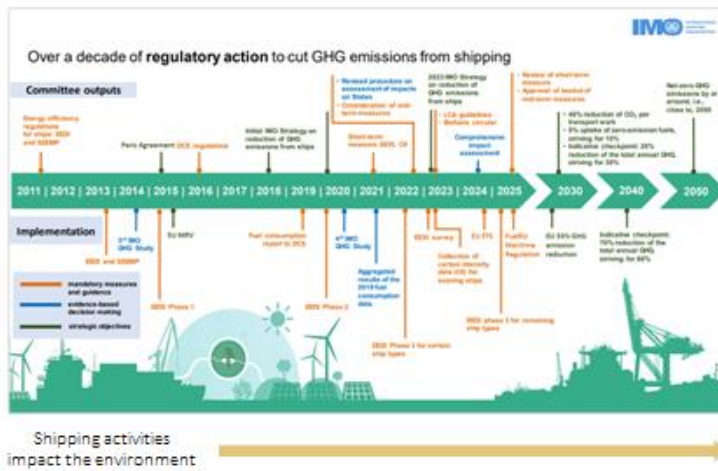 IMO
INTERNATIONAL
MARITIME
ORGANIZATION
Over a decade of regulatory action to cut GHG emissions from shipping
Committee outputs
Energy efficiency
regulations
for ships: EEDI
and SEEMP
Paris Agreement
DCS regulations
Initial IMO Strategy on
reduction of GHG
emissions from ships
• Revised procedure on
assessment of impacts
on States
• Consideration of mid-
term-measures
Short-term
measures EEXI, CII
2023 IMO Strategy
on reduction of
GHG emissions
from ships
• LCA guidelines
• Biofuels circular
Comprehensive
impact
assessment
• Review of short-term
measure
• Approval of basket of
mid-term measures
• 40% reduction of CO₂ per
transport work
• 5% uptake of zero-emission fuels,
striving for 10%
• Indicative checkpoint: 20%
reduction of the total annual GHG,
striving for 30%
Net-zero GHG
emissions by or
around, i.e.,
close to, 2050
2011 | 2012 | 2013 | 2014 | 2015 | 2016 | 2017 | 2018 | 2019 | 2020 | 2021 | 2022 | 2023 | 2024 | 2025
2030
2040
2050
Implementation
EEDI and SEEMP
3rd IMO
GHG Study
EU MRV
EEDI Phase 1
Fuel consumption
report to DCS
EEDI Phase 2
4th IMO
GHG Study
Aggregated
results of the
2019 fuel
consumption
data
EEDI Phase 3 for certain
ship types
EEXI survey
Collection of
carbon intensity
data (CII) for
existing ships
EU ETS
EEDI phase 3 for remaining
ship types
FuelEU
Maritime
Regulation
EU 55% GHG
emission
reduction
Indicative checkpoint:
70% reduction of the
total annual GHG,
striving for 80%
mandatory measures
and guidance
evidence-based
decision making
strategic objectives
Shipping activities
impact the environment